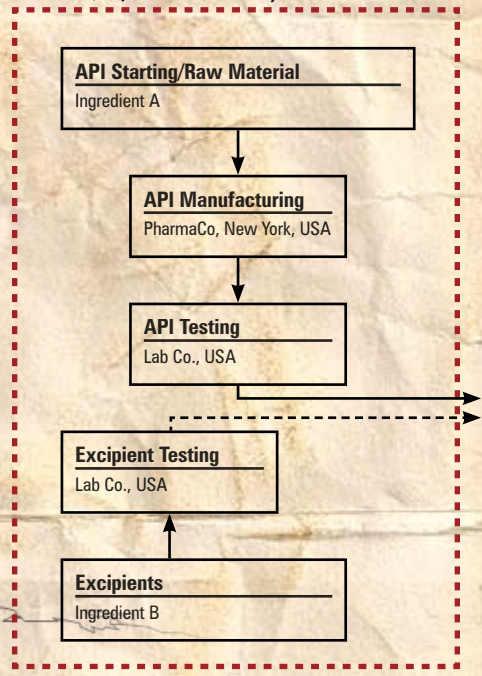 API Starting/Raw Material
Ingredient A
API Manufacturing
PharmaCo, New York, USA
API Testing
Lab Co., USA
Excipient Testing
Lab Co., USA
Excipients
Ingredient B